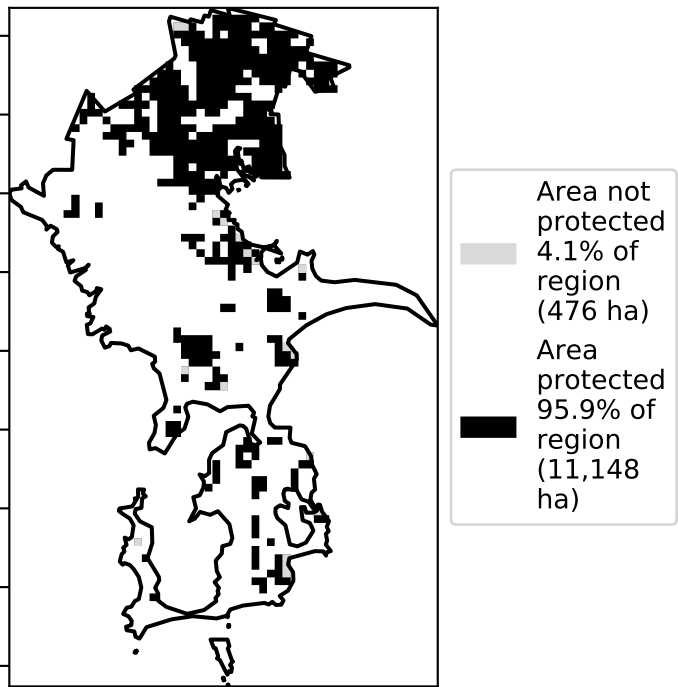 Area not
protected
4.1% of
region
(476 ha)
Area
protected
95.9% of
region
(11,148
ha)